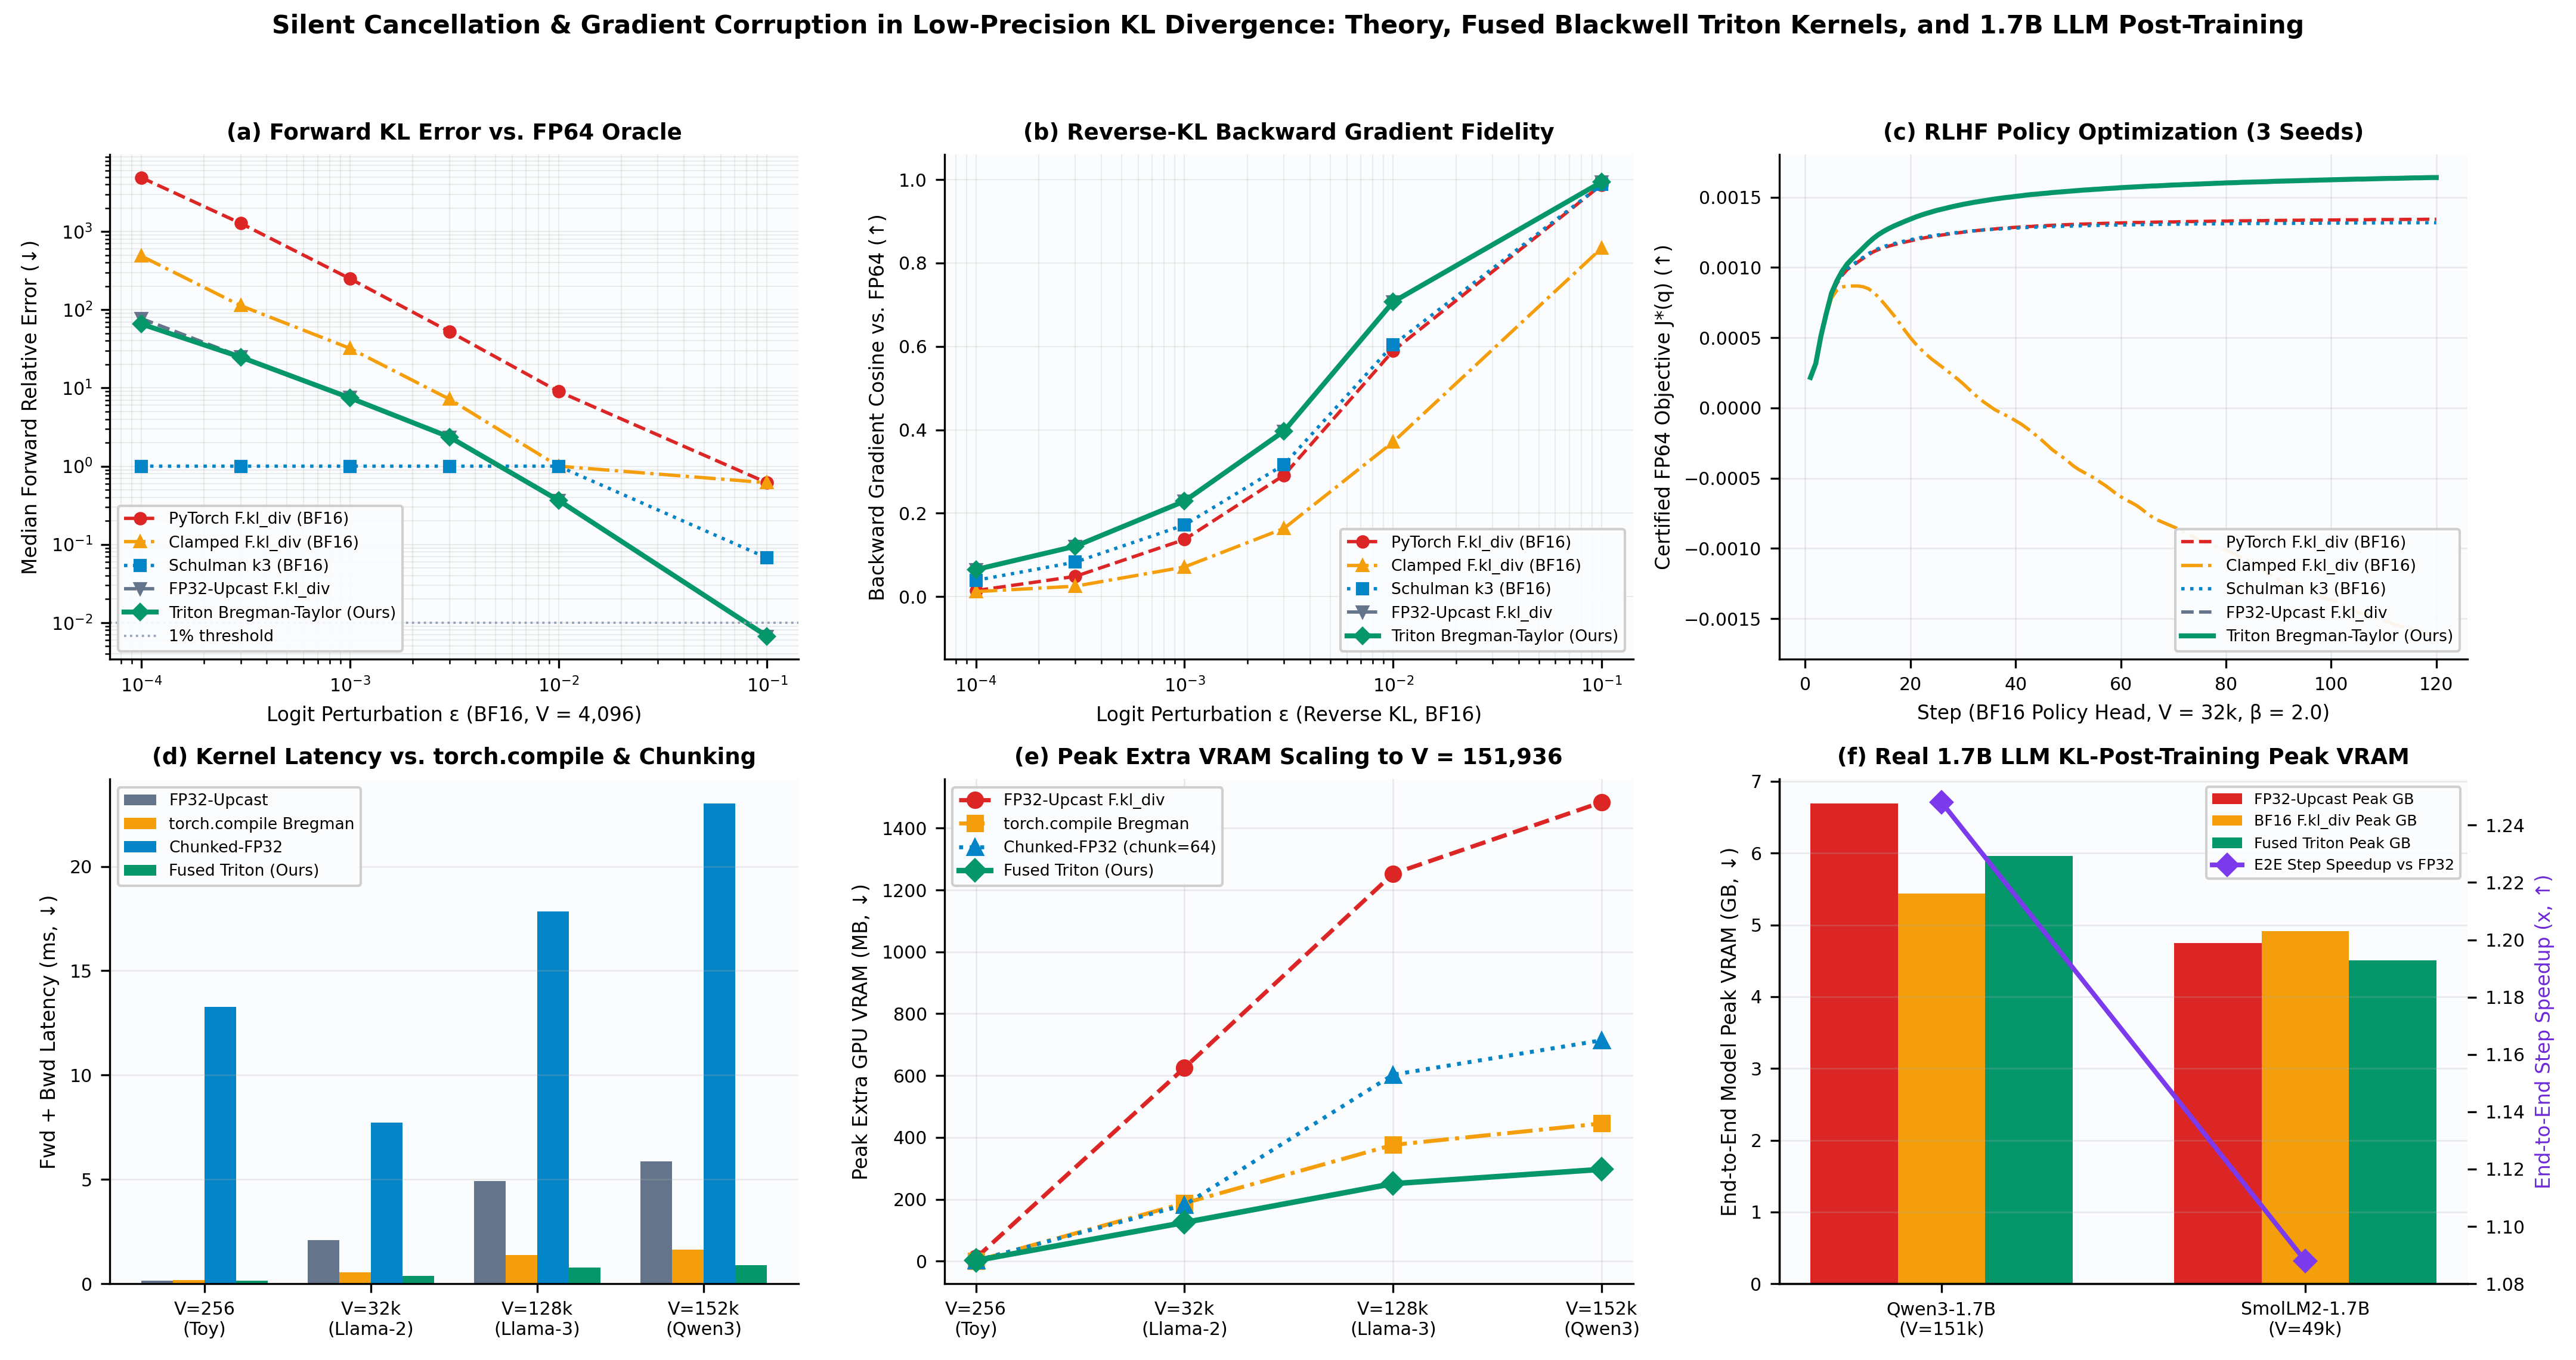 Silent Cancellation & Gradient Corruption in Low-Precision KL Divergence: Theory, Fused Blackwell Triton Kernels, and 1.7B LLM Post-Training
(a) Forward KL Error vs. FP64 Oracle
Median Forward Relative Error (↓)
10³
10²
10¹
10⁰
10⁻¹
10⁻²
PyTorch F.kl_div (BF16)
Clamped F.kl_div (BF16)
Schulman k3 (BF16)
FP32-Upcast F.kl_div
Triton Bregman-Taylor (Ours)
1% threshold
10⁻⁴ 10⁻³ 10⁻² 10⁻¹
Logit Perturbation ε (BF16, V = 4,096)
(b) Reverse-KL Backward Gradient Fidelity
Backward Gradient Cosine vs. FP64 (↑)
1.0
0.8
0.6
0.4
0.2
0.0
PyTorch F.kl_div (BF16)
Clamped F.kl_div (BF16)
Schulman k3 (BF16)
FP32-Upcast F.kl_div
Triton Bregman-Taylor (Ours)
10⁻⁴ 10⁻³ 10⁻² 10⁻¹
Logit Perturbation ε (Reverse KL, BF16)
(c) RLHF Policy Optimization (3 Seeds)
Certified FP64 Objective J*(q) (↑)
0.0015
0.0010
0.0005
0.0000
−0.0005
−0.0010
−0.0015
PyTorch F.kl_div (BF16)
Clamped F.kl_div (BF16)
Schulman k3 (BF16)
FP32-Upcast F.kl_div
Triton Bregman-Taylor (Ours)
0 20 40 60 80 100 120
Step (BF16 Policy Head, V = 32k, β = 2.0)
(d) Kernel Latency vs. torch.compile & Chunking
Fwd + Bwd Latency (ms, ↓)
20
15
10
5
0
FP32-Upcast
torch.compile Bregman
Chunked-FP32
Fused Triton (Ours)
V=256 V=32k V=128k V=152k
(Toy) (Llama-2) (Llama-3) (Qwen3)
(e) Peak Extra VRAM Scaling to V = 151,936
Peak Extra GPU VRAM (MB, ↓)
1400
1200
1000
800
600
400
200
0
FP32-Upcast F.kl_div
torch.compile Bregman
Chunked-FP32 (chunk=64)
Fused Triton (Ours)
V=256 V=32k V=128k V=152k
(Toy) (Llama-2) (Llama-3) (Qwen3)
(f) Real 1.7B LLM KL-Post-Training Peak VRAM
End-to-End Model Peak VRAM (GB, ↓)
7
6
5
4
3
2
1
0
FP32-Upcast Peak GB
BF16 F.kl_div Peak GB
Fused Triton Peak GB
E2E Step Speedup vs FP32
1.24
1.22
1.20
1.18
1.16
1.14
1.12
1.10
1.08
End-to-End Step Speedup (x, ↑)
Qwen3-1.7B SmolLM2-1.7B
(V=151k) (V=49k)